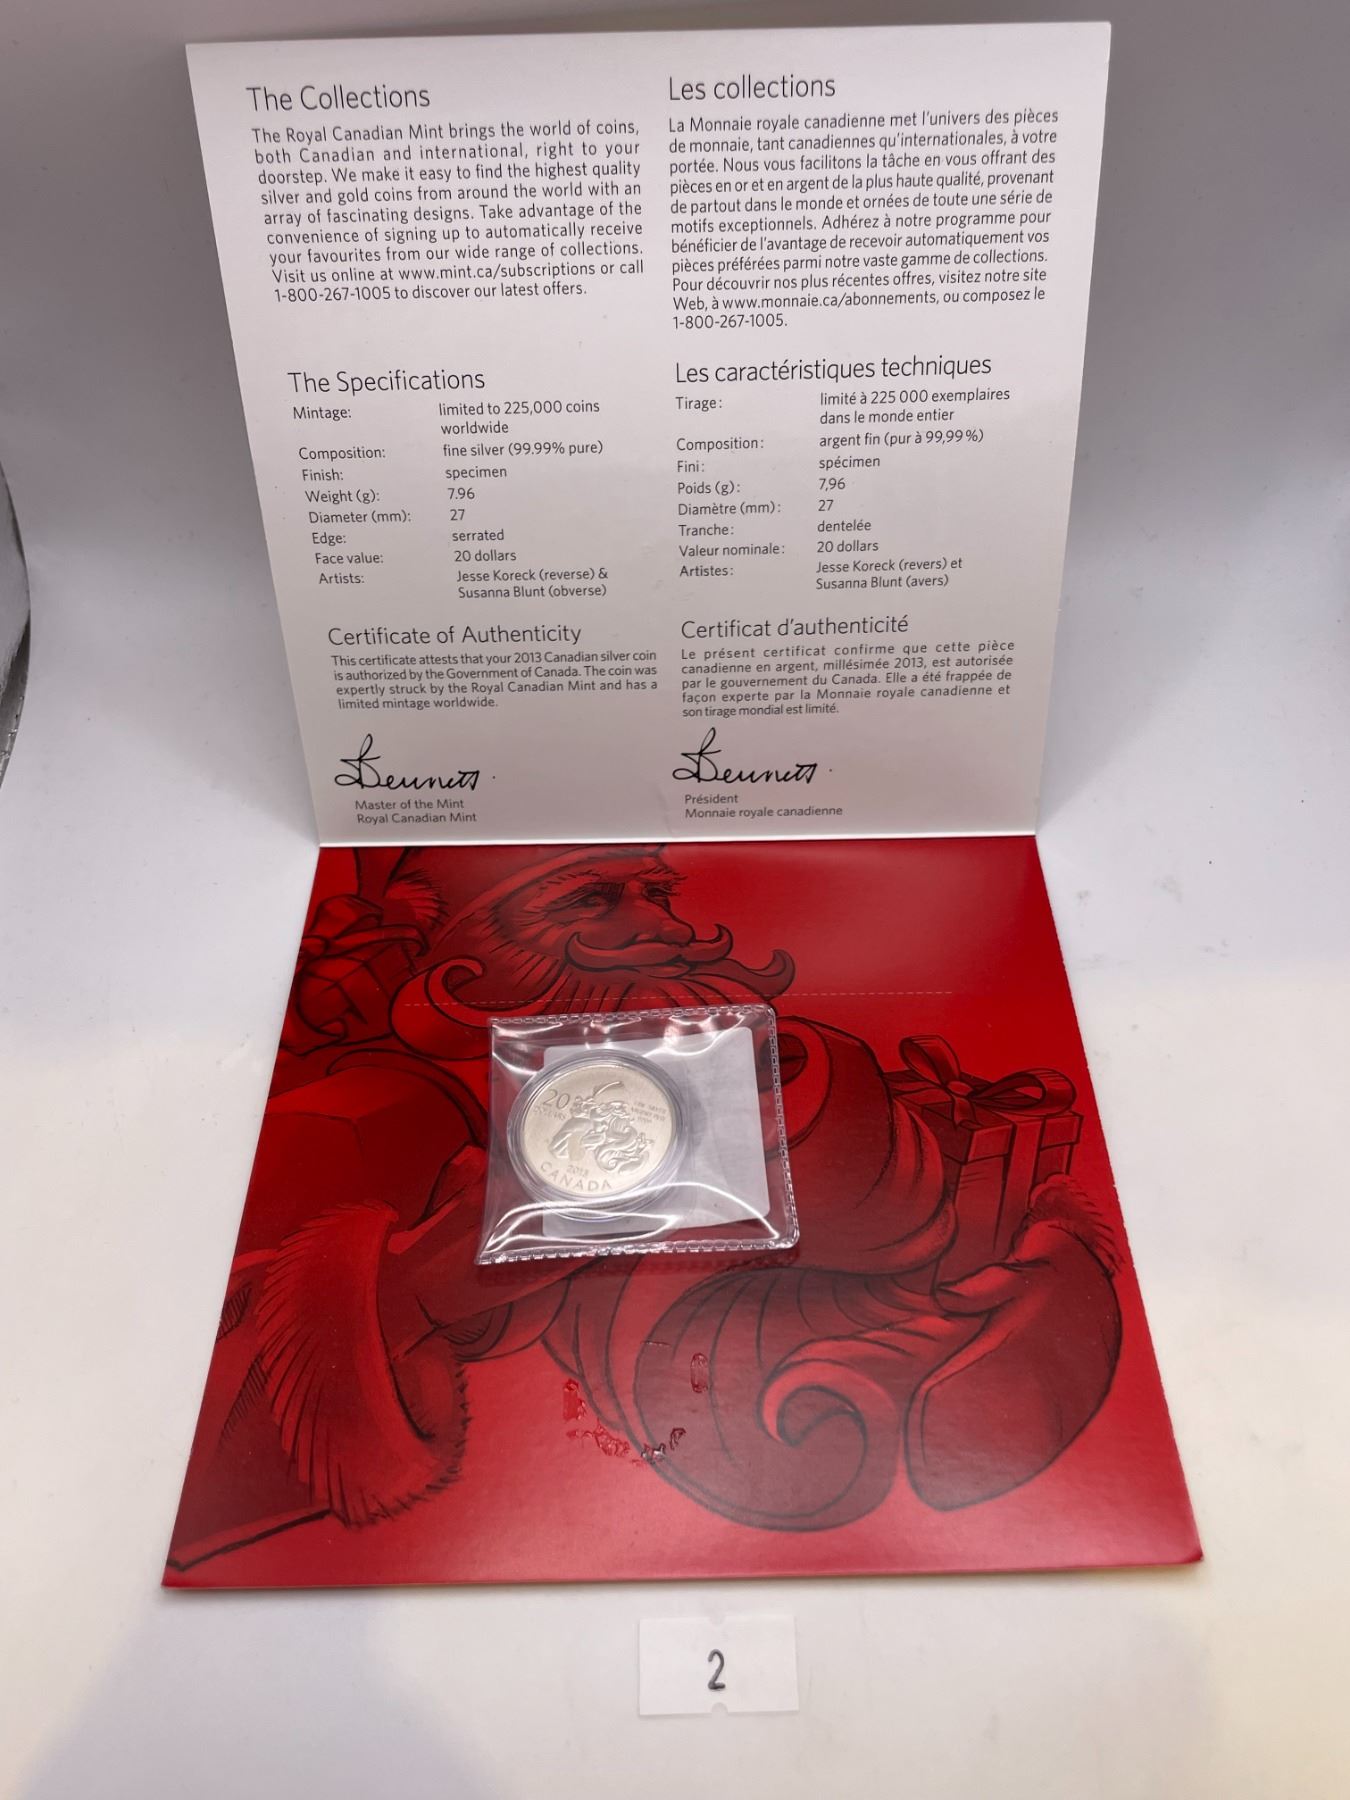 The Collections
The Royal Canadian Mint brings the world of coins,
both Canadian and international, right to your
doorstep. We make it easy to find the highest quality
silver and gold coins from around the world with an
array of fascinating designs. Take advantage of the
convenience of signing up to automatically receive
your favourites from our wide range of collections.
Visit us online at www.mint.ca/subscriptions or call
1-800-267-1005 to discover our latest offers.
The Specifications
Mintage: limited to 225,000 coins
worldwide
Composition: fine silver (99.99% pure)
Finish: specimen
Weight (g): 7.96
Diameter (mm): 27
Edge: serrated
Face value: 20 dollars
Artists: Jesse Koreck (reverse) &
Susanna Blunt (obverse)
Certificate of Authenticity
This certificate attests that your 2013 Canadian silver coin
is authorized by the Government of Canada. The coin was
expertly struck by the Royal Canadian Mint and has a
limited mintage worldwide.
Bennett
Master of the Mint
Royal Canadian Mint
Les collections
La Monnaie royale canadienne met l'univers des pièces
de monnaie, tant canadiennes qu'internationales, à votre
portée. Nous vous facilitons la tâche en vous offrant des
pièces en or et en argent de la plus haute qualité, provenant
de partout dans le monde et ornées de toute une série de
motifs exceptionnels. Adhérez à notre programme pour
bénéficier de l'avantage de recevoir automatiquement vos
pièces préférées parmi notre vaste gamme de collections.
Pour découvrir nos plus récentes offres, visitez notre site
Web, à www.monnaie.ca/abonnements, ou composez le
1-800-267-1005.
Les caractéristiques techniques
Tirage: limité à 225 000 exemplaires
dans le monde entier
Composition: argent fin (pur à 99,99 %)
Fini: spécimen
Poids (g): 7,96
Diamètre (mm): 27
Tranche: dentelée
Valeur nominale: 20 dollars
Artistes: Jesse Koreck (revers) et
Susanna Blunt (avers)
Certificat d'authenticité
Le présent certificat confirme que cette pièce
canadienne en argent, millésimée 2013, est autorisée
par le gouvernement du Canada. Elle a été frappée de
façon experte par la Monnaie royale canadienne et
son tirage mondial est limité.
Bennett
Président
Monnaie royale canadienne
20
DOLLARS
FINE SILVER
ARGENT PUR
9999
2013
CANADA
2